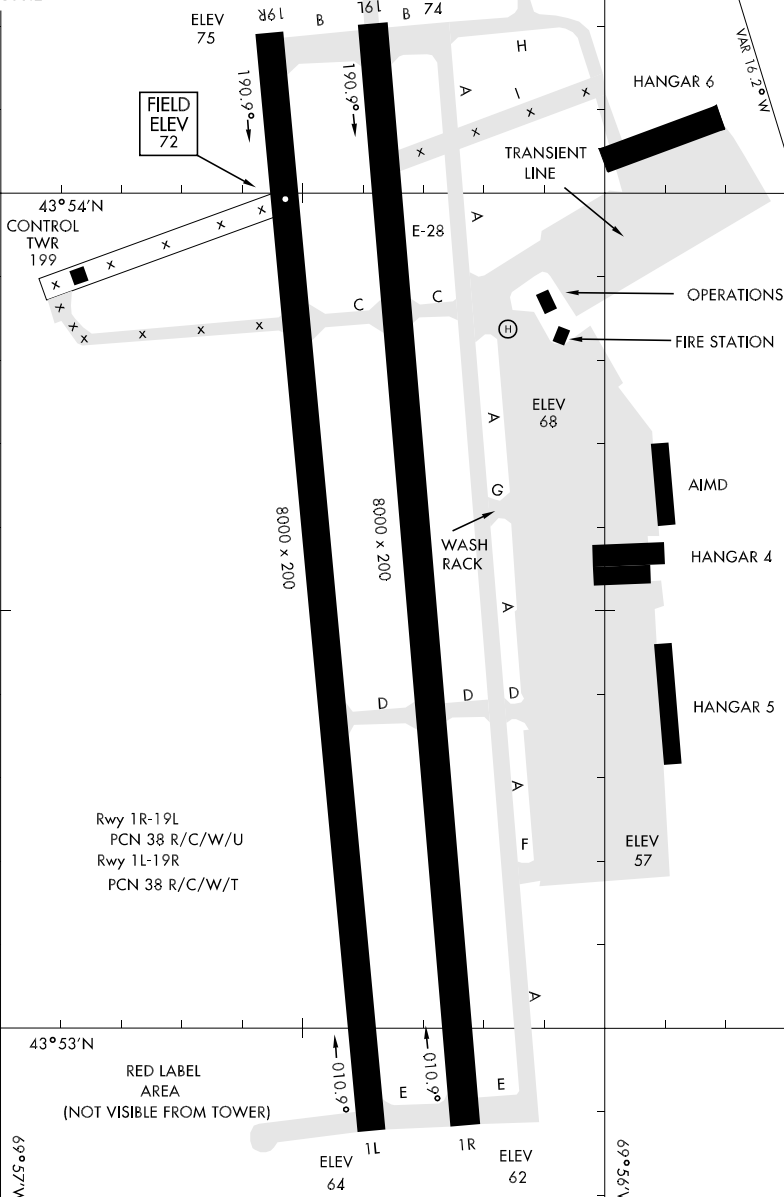 ELEV
75
19R
B
19L
B
74
H
A
I
190.9°
190.9°
VAR 16.2° W
HANGAR 6
FIELD
ELEV
72
TRANSIENT
LINE
43°54'N
CONTROL
TWR
199
x x x x x
A
E-28
OPERATIONS
C
C
x x x x x x
H
FIRE STATION
ELEV
68
A
G
AIMD
8000 x 200
8000 x 200
WASH
RACK
HANGAR 4
A
D
D
D
HANGAR 5
A
Rwy 1R-19L
PCN 38 R/C/W/U
Rwy 1L-19R
PCN 38 R/C/W/T
F
ELEV
57
A
43°53'N
010.9°
010.9°
RED LABEL
AREA
(NOT VISIBLE FROM TOWER)
E
E
1L
1R
ELEV
64
ELEV
62
69°57'W
69°56'W